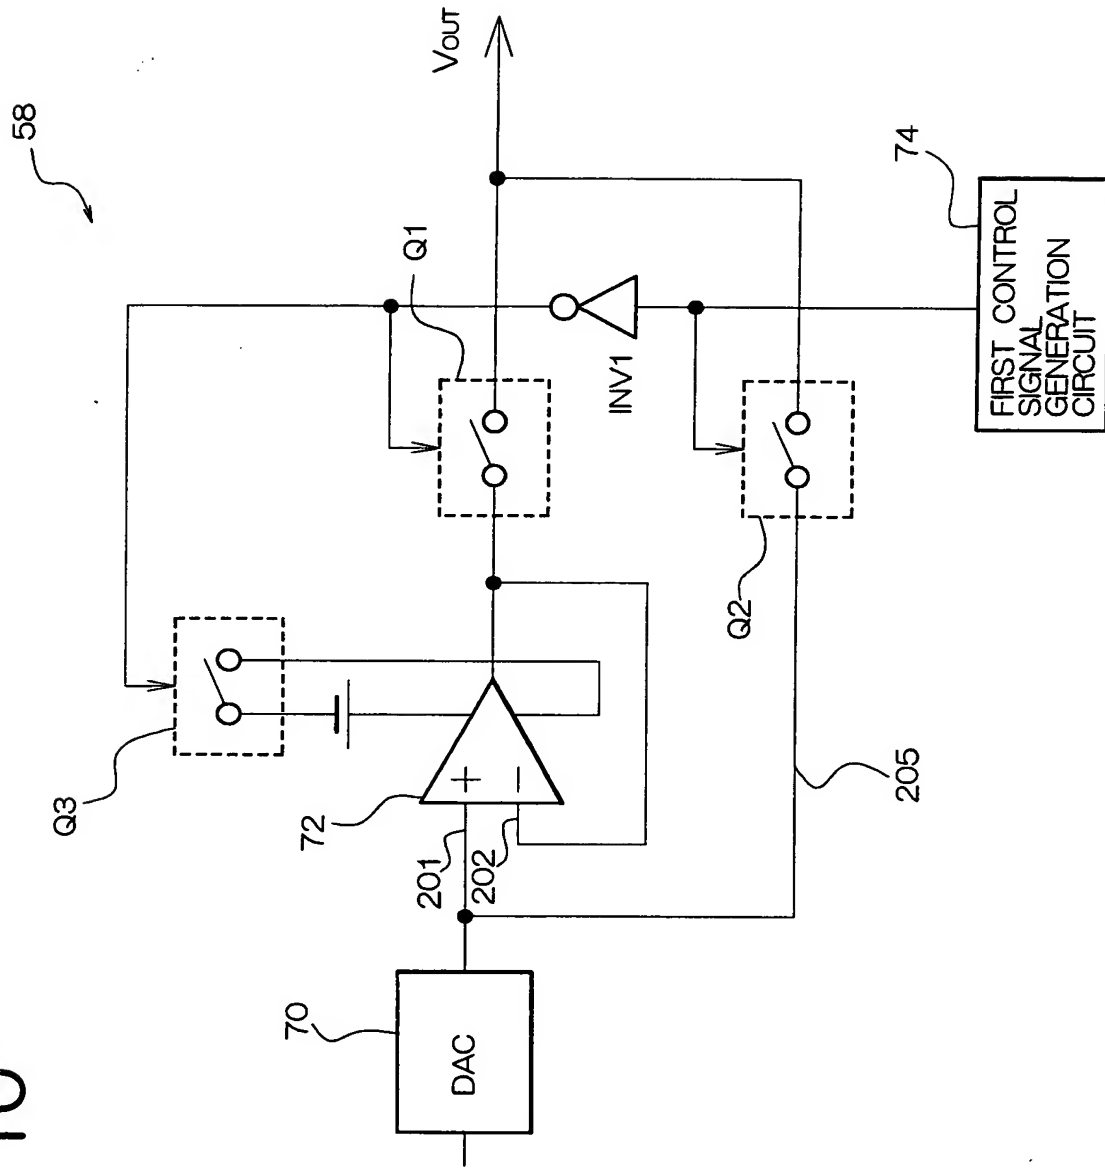 58
VOUT
Q3
Q1
74
72
+
−
201
202
INV1
FIRST CONTROL
SIGNAL
GENERATION
CIRCUIT
Q2
205
70
DAC